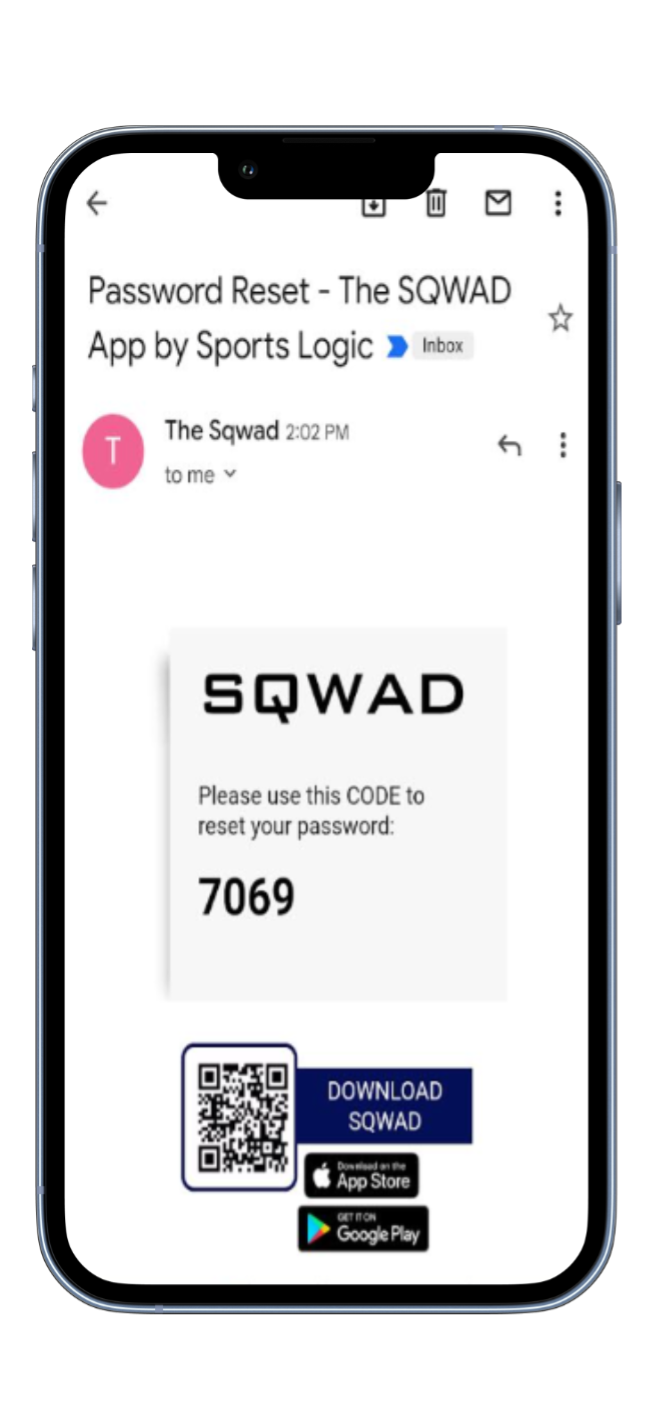 Password Reset - The SQWAD
App by Sports Logic Inbox
T
The Sqwad 2:02 PM
to me
SQWAD
Please use this CODE to
reset your password:
7069
DOWNLOAD
SQWAD
Download on the
App Store
GET IT ON
Google Play